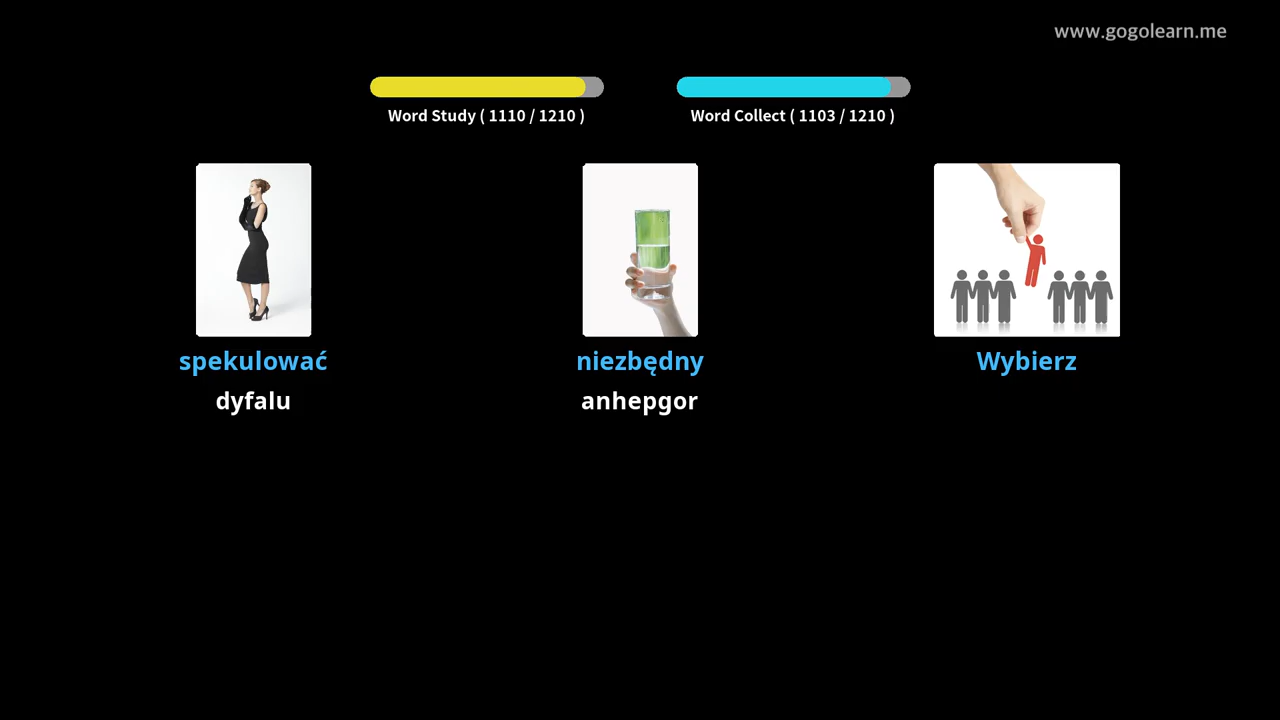 www.gogolearn.me
Word Study ( 1110 / 1210 )
Word Collect ( 1103 / 1210 )
spekulować
dyfalu
niezbędny
anhepgor
Wybierz